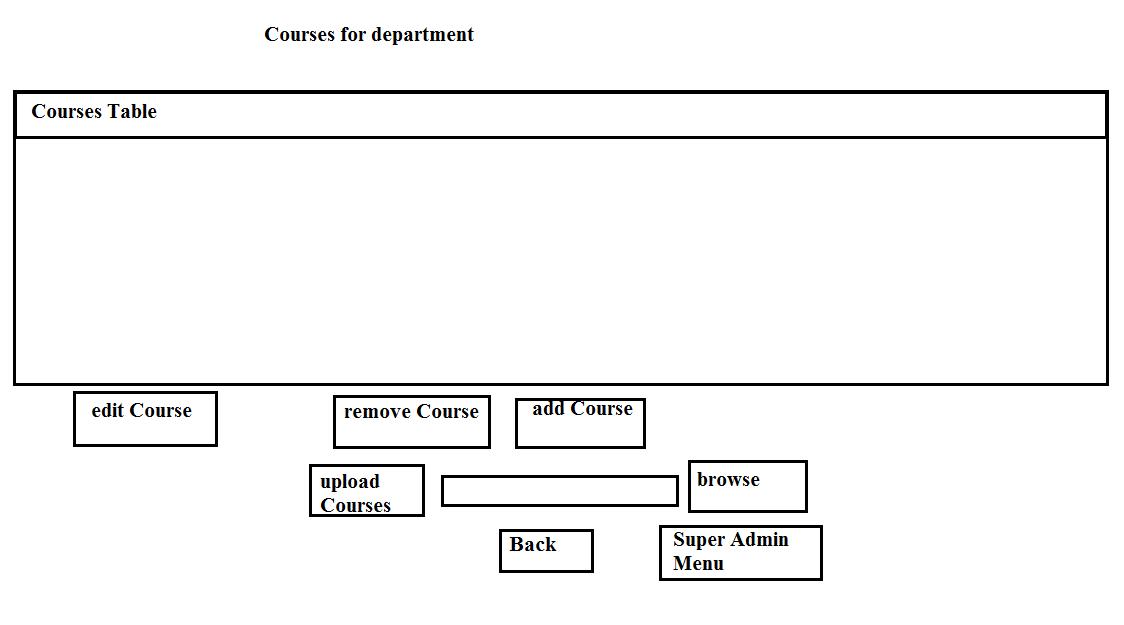 Courses for department
Courses Table
edit Course
remove Course
add Course
upload
Courses
browse
Back
Super Admin
Menu